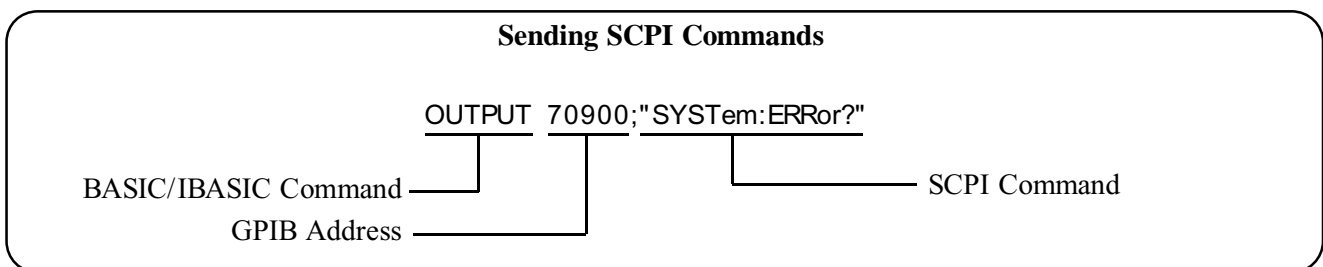 Sending SCPI Commands
OUTPUT 70900;"SYSTem:ERRor?"
BASIC/IBASIC Command
SCPI Command
GPIB Address